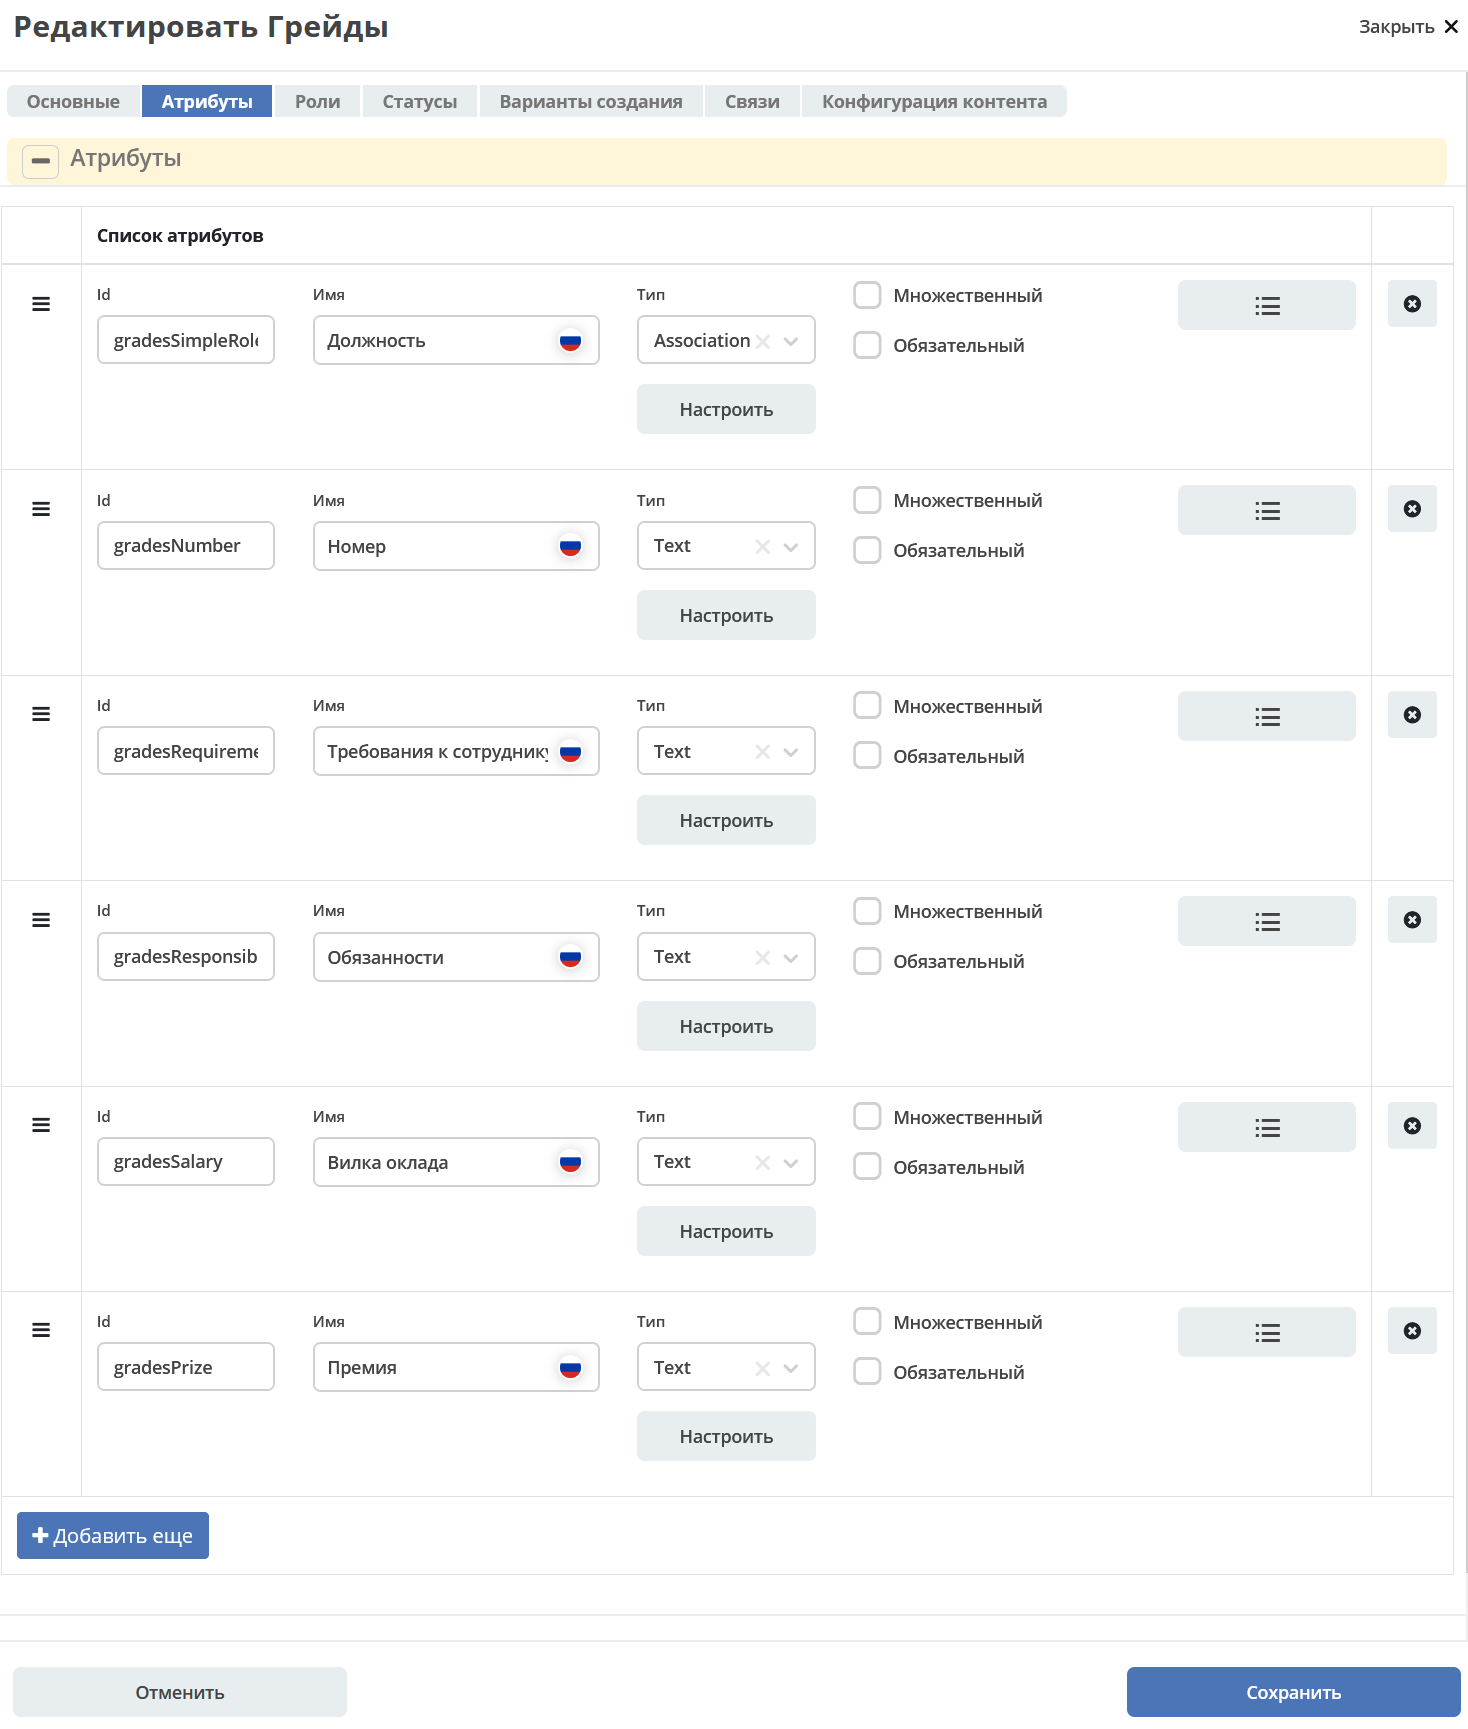 Редактировать Грейды
Закрыть
Основные Атрибуты Роли Статусы Варианты создания Связи Конфигурация контента
Атрибуты
Список атрибутов
Id Имя Тип Множественный
gradesSimpleRole Должность Association Обязательный
Настроить
Id Имя Тип Множественный
gradesNumber Номер Text Обязательный
Настроить
Id Имя Тип Множественный
gradesRequireme Требования к сотруднику Text Обязательный
Настроить
Id Имя Тип Множественный
gradesResponsib Обязанности Text Обязательный
Настроить
Id Имя Тип Множественный
gradesSalary Вилка оклада Text Обязательный
Настроить
Id Имя Тип Множественный
gradesPrize Премия Text Обязательный
Настроить
Добавить еще
Отменить Сохранить